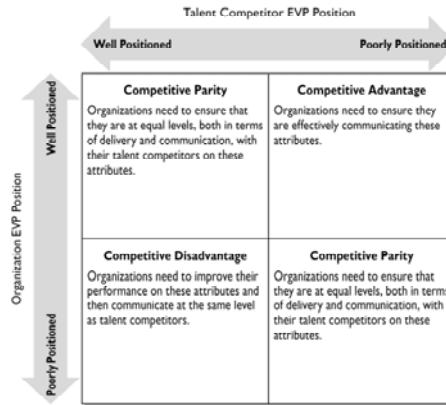 Talent Competitor EVP Position
Well Positioned
Poorly Positioned
Organization EVP Position
Well Positioned
Poorly Positioned
Competitive Parity
Organizations need to ensure that
they are at equal levels, both in terms
of delivery and communication, with
their talent competitors on these
attributes.
Competitive Advantage
Organizations need to ensure they
are effectively communicating these
attributes.
Competitive Disadvantage
Organizations need to improve their
performance on these attributes and
then communicate at the same level
as talent competitors.
Competitive Parity
Organizations need to ensure that
they are at equal levels, both in terms
of delivery and communication, with
their talent competitors on these
attributes.